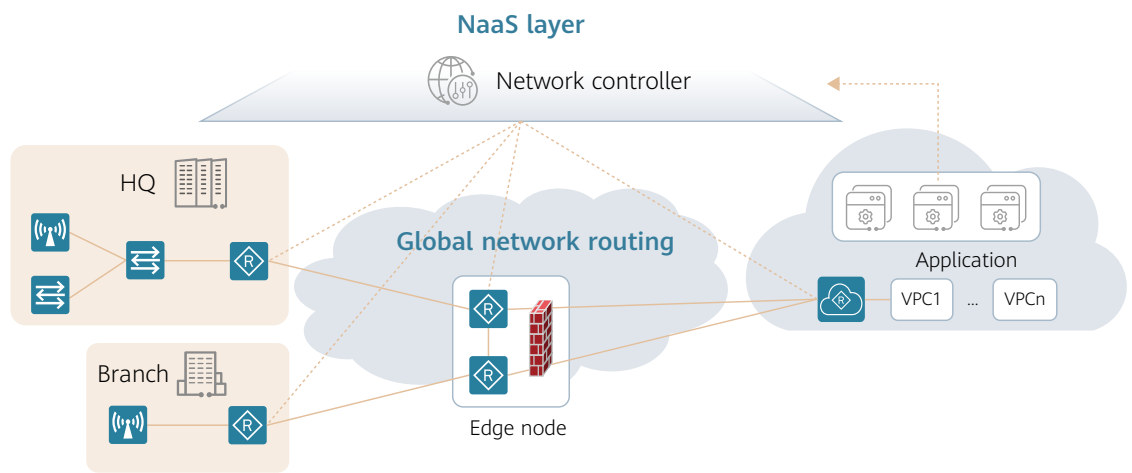 NaaS layer
Network controller
HQ
Global network routing
R
Application
R
R
VPC1
...
VPCn
Branch
R
R
Edge node